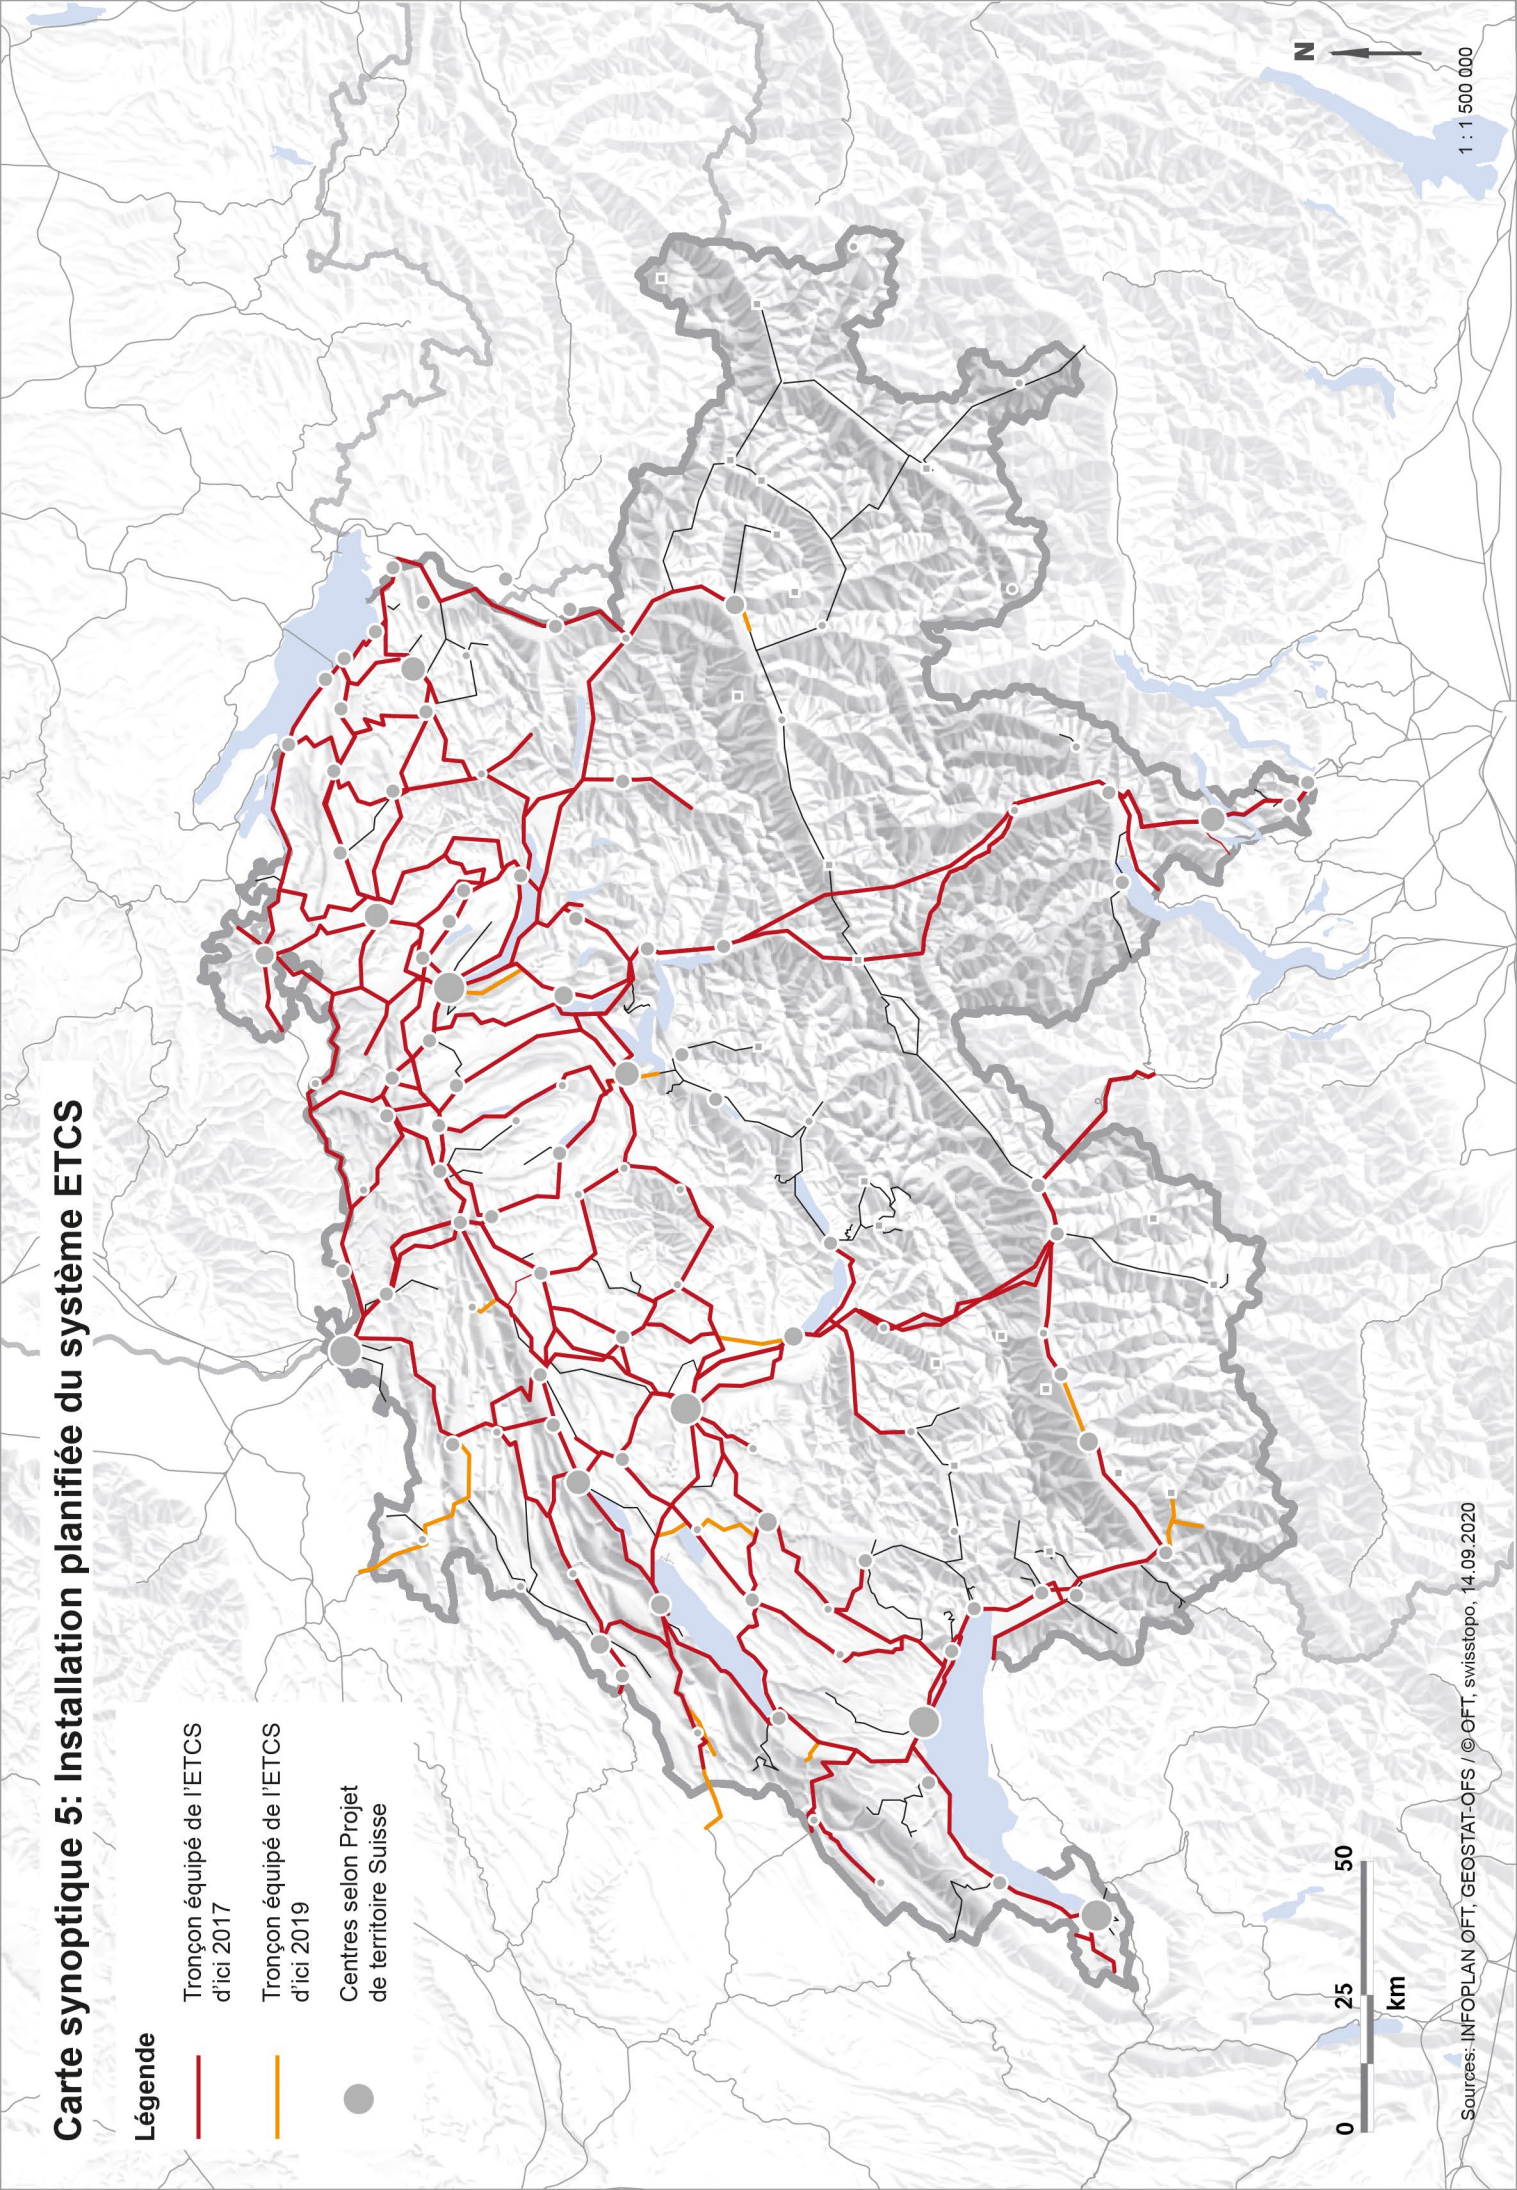 Carte synoptique 5: Installation planifiée du système ETCS
Légende
Tronçon équipé de l'ETCS
d'ici 2017
Tronçon équipé de l'ETCS
d'ici 2019
Centres selon Projet
de territoire Suisse
N
1 : 1 500 000
0 25 50
km
Sources: INFOPLAN OFT, GEOSTAT-OFS / © OFT, swisstopo, 14.09.2020